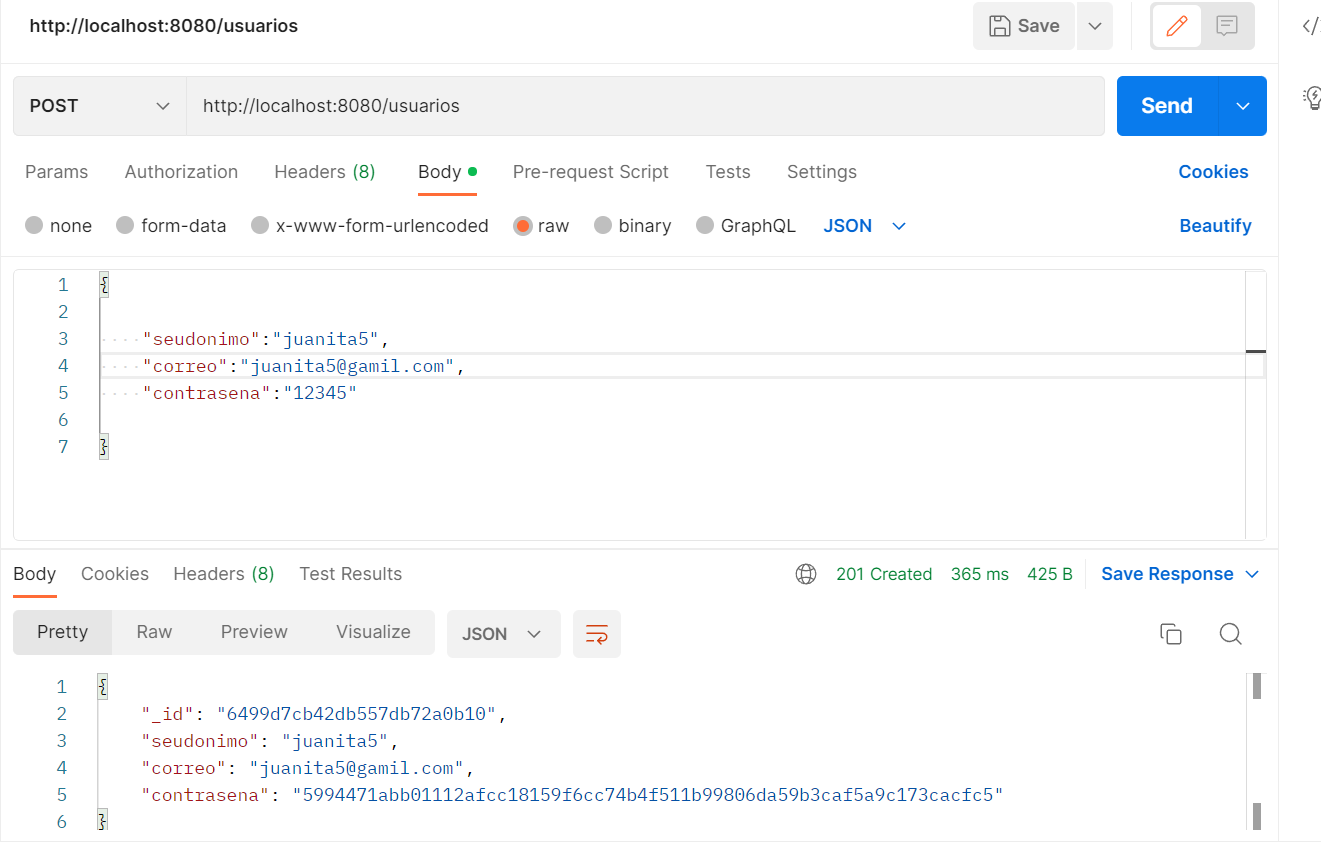 http://localhost:8080/usuarios
Save
</>
POST
http://localhost:8080/usuarios
Send
Params Authorization Headers (8) Body Pre-request Script Tests Settings Cookies
none form-data x-www-form-urlencoded raw binary GraphQL JSON Beautify
1 {
2
3 ····"seudonimo":"juanita5",
4 ····"correo":"juanita5@gamil.com",
5 ····"contrasena":"12345"
6
7 }
Body Cookies Headers (8) Test Results 201 Created 365 ms 425 B Save Response
Pretty Raw Preview Visualize JSON
1 {
2 "_id": "6499d7cb42db557db72a0b10",
3 "seudonimo": "juanita5",
4 "correo": "juanita5@gamil.com",
5 "contrasena": "5994471abb01112afcc18159f6cc74b4f511b99806da59b3caf5a9c173cacfc5"
6 }